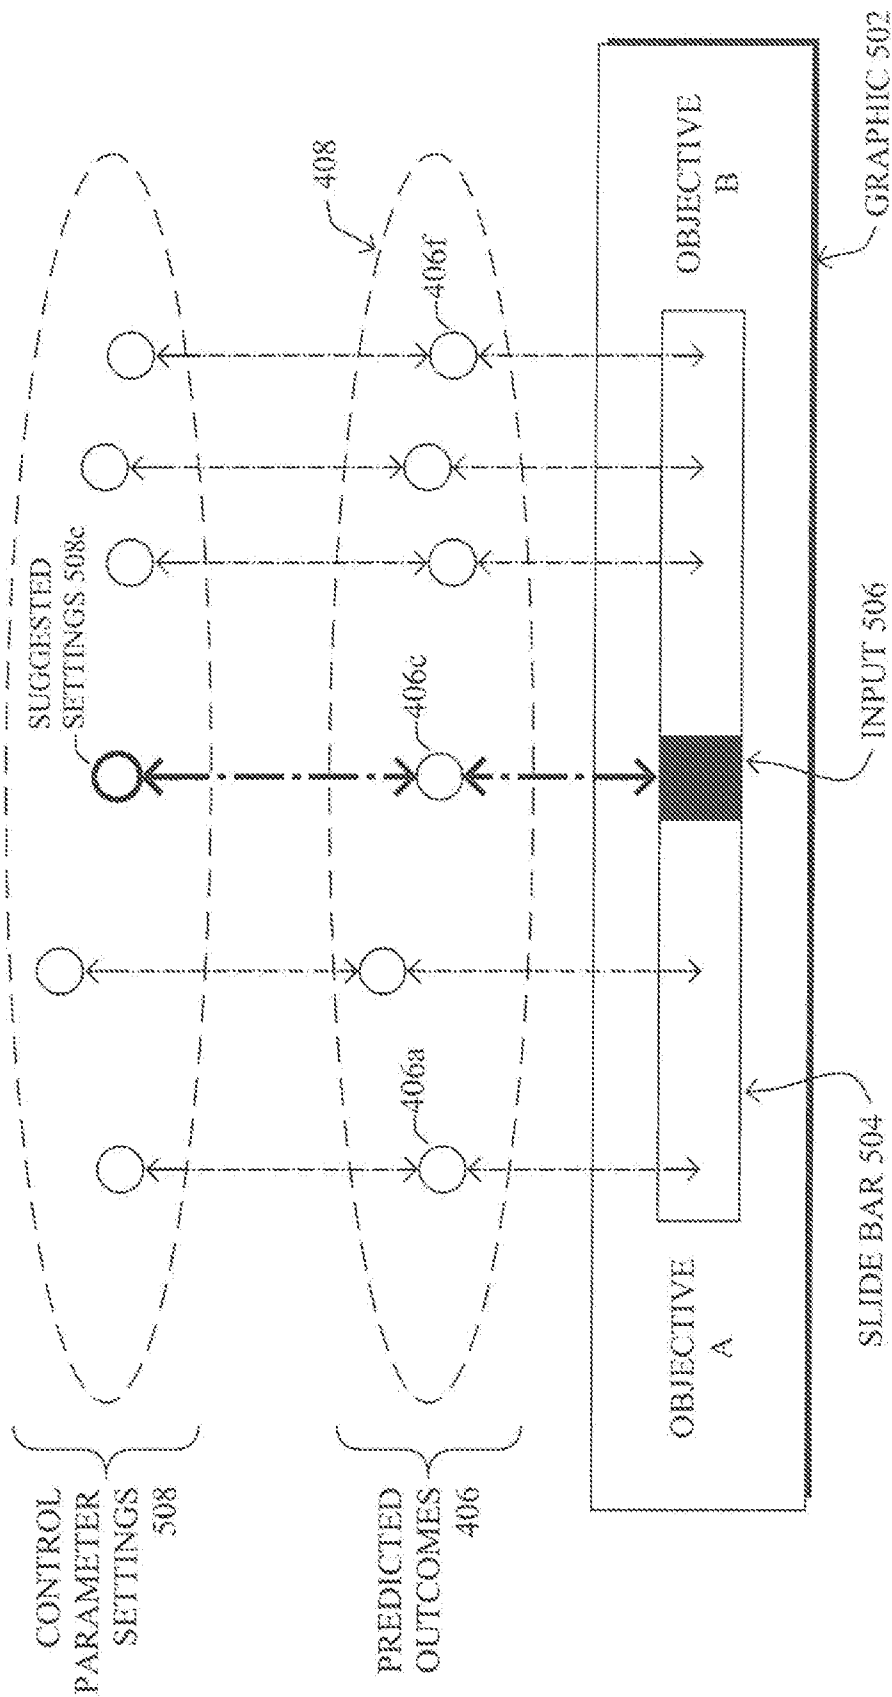 CONTROL
PARAMETER
SETTINGS
508
SUGGESTED
SETTINGS 508c
PREDICTED
OUTCOMES
406
408
406a
406c
406f
OBJECTIVE
A
OBJECTIVE
B
SLIDE BAR 504
INPUT 506
GRAPHIC 502